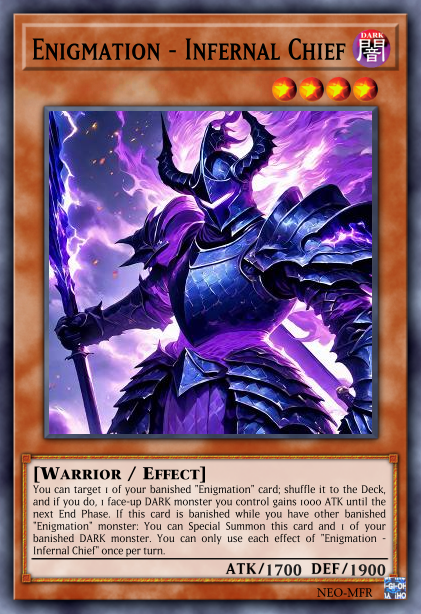 Enigmation - Infernal Chief
DARK
闇
[Warrior / Effect]
You can target 1 of your banished "Enigmation" card; shuffle it to the Deck,
and if you do, 1 face-up DARK monster you control gains 1000 ATK until the
next End Phase. If this card is banished while you have other banished
"Enigmation" monster: You can Special Summon this card and 1 of your
banished DARK monster. You can only use each effect of "Enigmation -
Infernal Chief" once per turn.
ATK/1700 DEF/1900
NEO-MFR